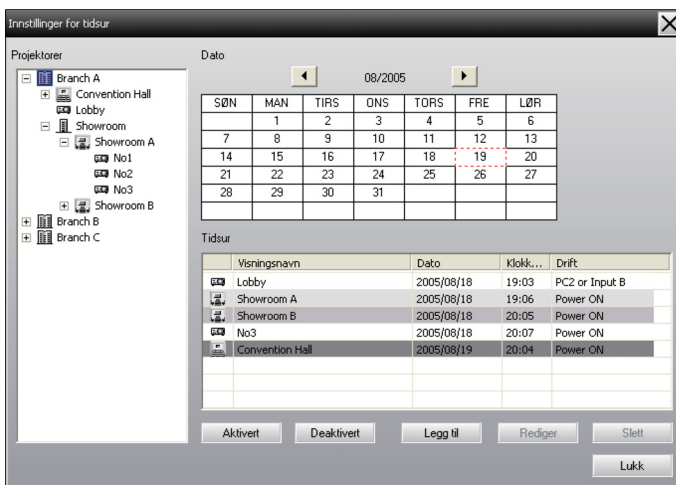 Innstillinger for tidsur
Projektorer
Branch A
Convention Hall
Lobby
Showroom
Showroom A
No1
No2
No3
Showroom B
Branch B
Branch C
Dato
08/2005
SØN MAN TIRS ONS TORS FRE LØR
1 2 3 4 5 6
7 8 9 10 11 12 13
14 15 16 17 18 19 20
21 22 23 24 25 26 27
28 29 30 31
Tidsur
Visningsnavn Dato Klokk... Drift
Lobby 2005/08/18 19:03 PC2 or Input B
Showroom A 2005/08/18 19:06 Power ON
Showroom B 2005/08/18 20:05 Power ON
No3 2005/08/18 20:07 Power ON
Convention Hall 2005/08/19 20:04 Power ON
Aktivert Deaktivert Legg til Rediger Slett
Lukk